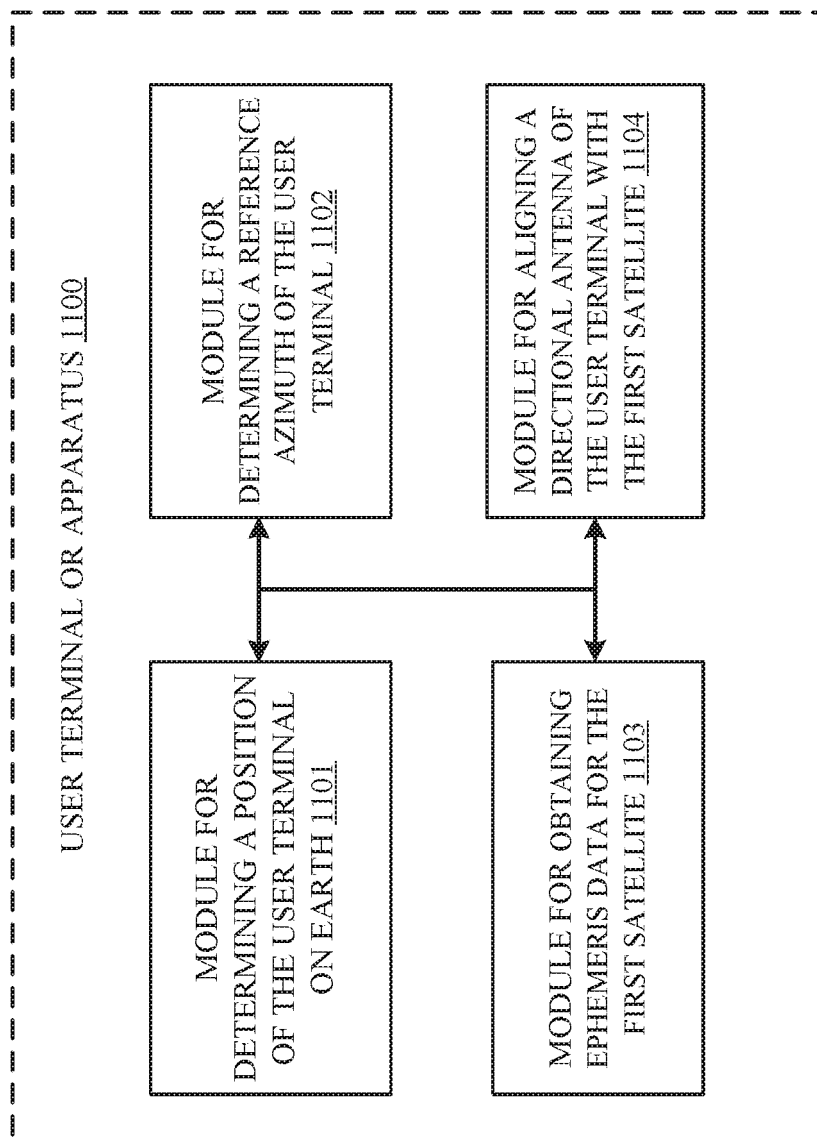 USER TERMINAL OR APPARATUS 1100
MODULE FOR
DETERMINING A POSITION
OF THE USER TERMINAL
ON EARTH 1101
MODULE FOR
DETERMINING A REFERENCE
AZIMUTH OF THE USER
TERMINAL 1102
MODULE FOR OBTAINING
EPHEMERIS DATA FOR THE
FIRST SATELLITE 1103
MODULE FOR ALIGNING A
DIRECTIONAL ANTENNA OF
THE USER TERMINAL WITH
THE FIRST SATELLITE 1104